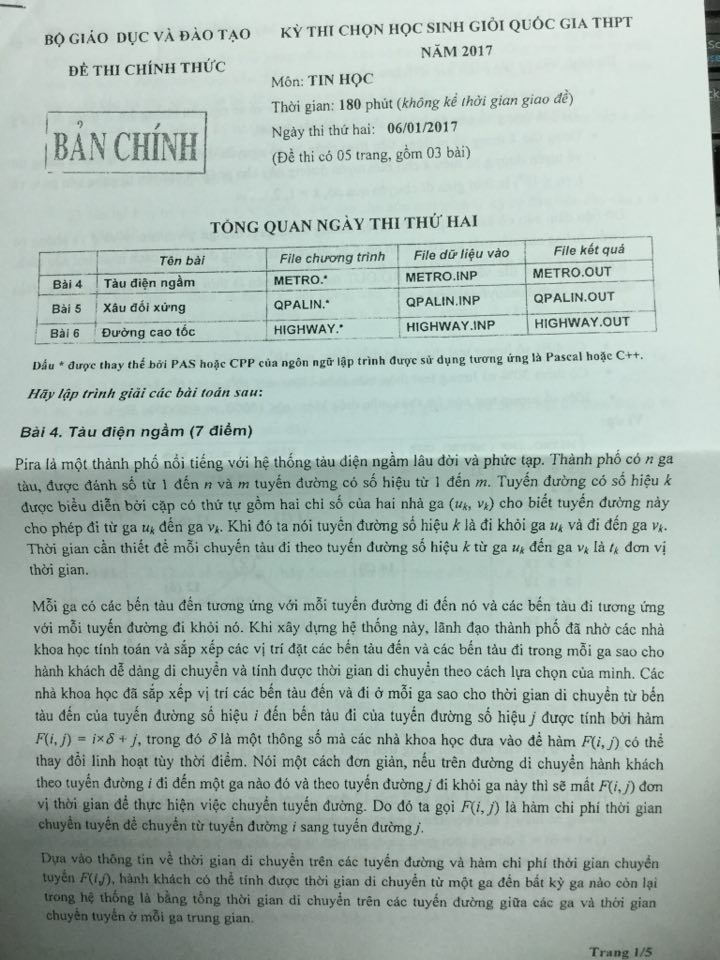 BỘ GIÁO DỤC VÀ ĐÀO TẠO
ĐỀ THI CHÍNH THỨC
BẢN CHÍNH
KỲ THI CHỌN HỌC SINH GIỎI QUỐC GIA THPT
NĂM 2017
Môn: TIN HỌC
Thời gian: 180 phút (không kể thời gian giao đề)
Ngày thi thứ hai: 06/01/2017
(Đề thi có 05 trang, gồm 03 bài)
TỔNG QUAN NGÀY THI THỨ HAI
Tên bài File chương trình File dữ liệu vào File kết quả
Bài 4 Tàu điện ngầm METRO.* METRO.INP METRO.OUT
Bài 5 Xâu đối xứng QPALIN.* QPALIN.INP QPALIN.OUT
Bài 6 Đường cao tốc HIGHWAY.* HIGHWAY.INP HIGHWAY.OUT
Dấu * được thay thế bởi PAS hoặc CPP của ngôn ngữ lập trình được sử dụng tương ứng là Pascal hoặc C++.
Hãy lập trình giải các bài toán sau:
Bài 4. Tàu điện ngầm (7 điểm)
Pira là một thành phố nổi tiếng với hệ thống tàu điện ngầm lâu đời và phức tạp. Thành phố có n ga
tàu, được đánh số từ 1 đến n và m tuyến đường có số hiệu từ 1 đến m. Tuyến đường có số hiệu k
được biểu diễn bởi cặp có thứ tự gồm hai chỉ số của hai nhà ga (uₖ, vₖ) cho biết tuyến đường này
cho phép đi từ ga uₖ đến ga vₖ. Khi đó ta nói tuyến đường số hiệu k là đi khỏi ga uₖ và đi đến ga vₖ.
Thời gian cần thiết để mỗi chuyến tàu đi theo tuyến đường số hiệu k từ ga uₖ đến ga vₖ là tₖ đơn vị
thời gian.
Mỗi ga có các bến tàu đến tương ứng với mỗi tuyến đường đi đến nó và các bến tàu đi tương ứng
với mỗi tuyến đường đi khỏi nó. Khi xây dựng hệ thống này, lãnh đạo thành phố đã nhờ các nhà
khoa học tính toán và sắp xếp các vị trí đặt các bến tàu đến và các bến tàu đi trong mỗi ga sao cho
hành khách dễ dàng di chuyển và tính được thời gian di chuyển theo cách lựa chọn của mình. Các
nhà khoa học đã sắp xếp vị trí các bến tàu đến và đi ở mỗi ga sao cho thời gian di chuyển từ bến
tàu đến của tuyến đường số hiệu i đến bến tàu đi của tuyến đường số hiệu j được tính bởi hàm
F(i, j) = i×δ + j, trong đó δ là một thông số mà các nhà khoa học đưa vào để hàm F(i, j) có thể
thay đổi linh hoạt tùy thời điểm. Nói một cách đơn giản, nếu trên đường di chuyển hành khách
theo tuyến đường i đi đến một ga nào đó và theo tuyến đường j đi khỏi ga này thì sẽ mất F(i, j) đơn
vị thời gian để thực hiện việc chuyển tuyến đường. Do đó ta gọi F(i, j) là hàm chi phí thời gian
chuyển tuyến để chuyển từ tuyến đường i sang tuyến đường j.
Dựa vào thông tin về thời gian di chuyển trên các tuyến đường và hàm chi phí thời gian chuyển
tuyến F(i,j), hành khách có thể tính được thời gian di chuyển từ một ga đến bất kỳ ga nào còn lại
trong hệ thống là bằng tổng thời gian di chuyển trên các tuyến đường giữa các ga và thời gian
chuyển tuyến ở mỗi ga trung gian.
Trang 1/5